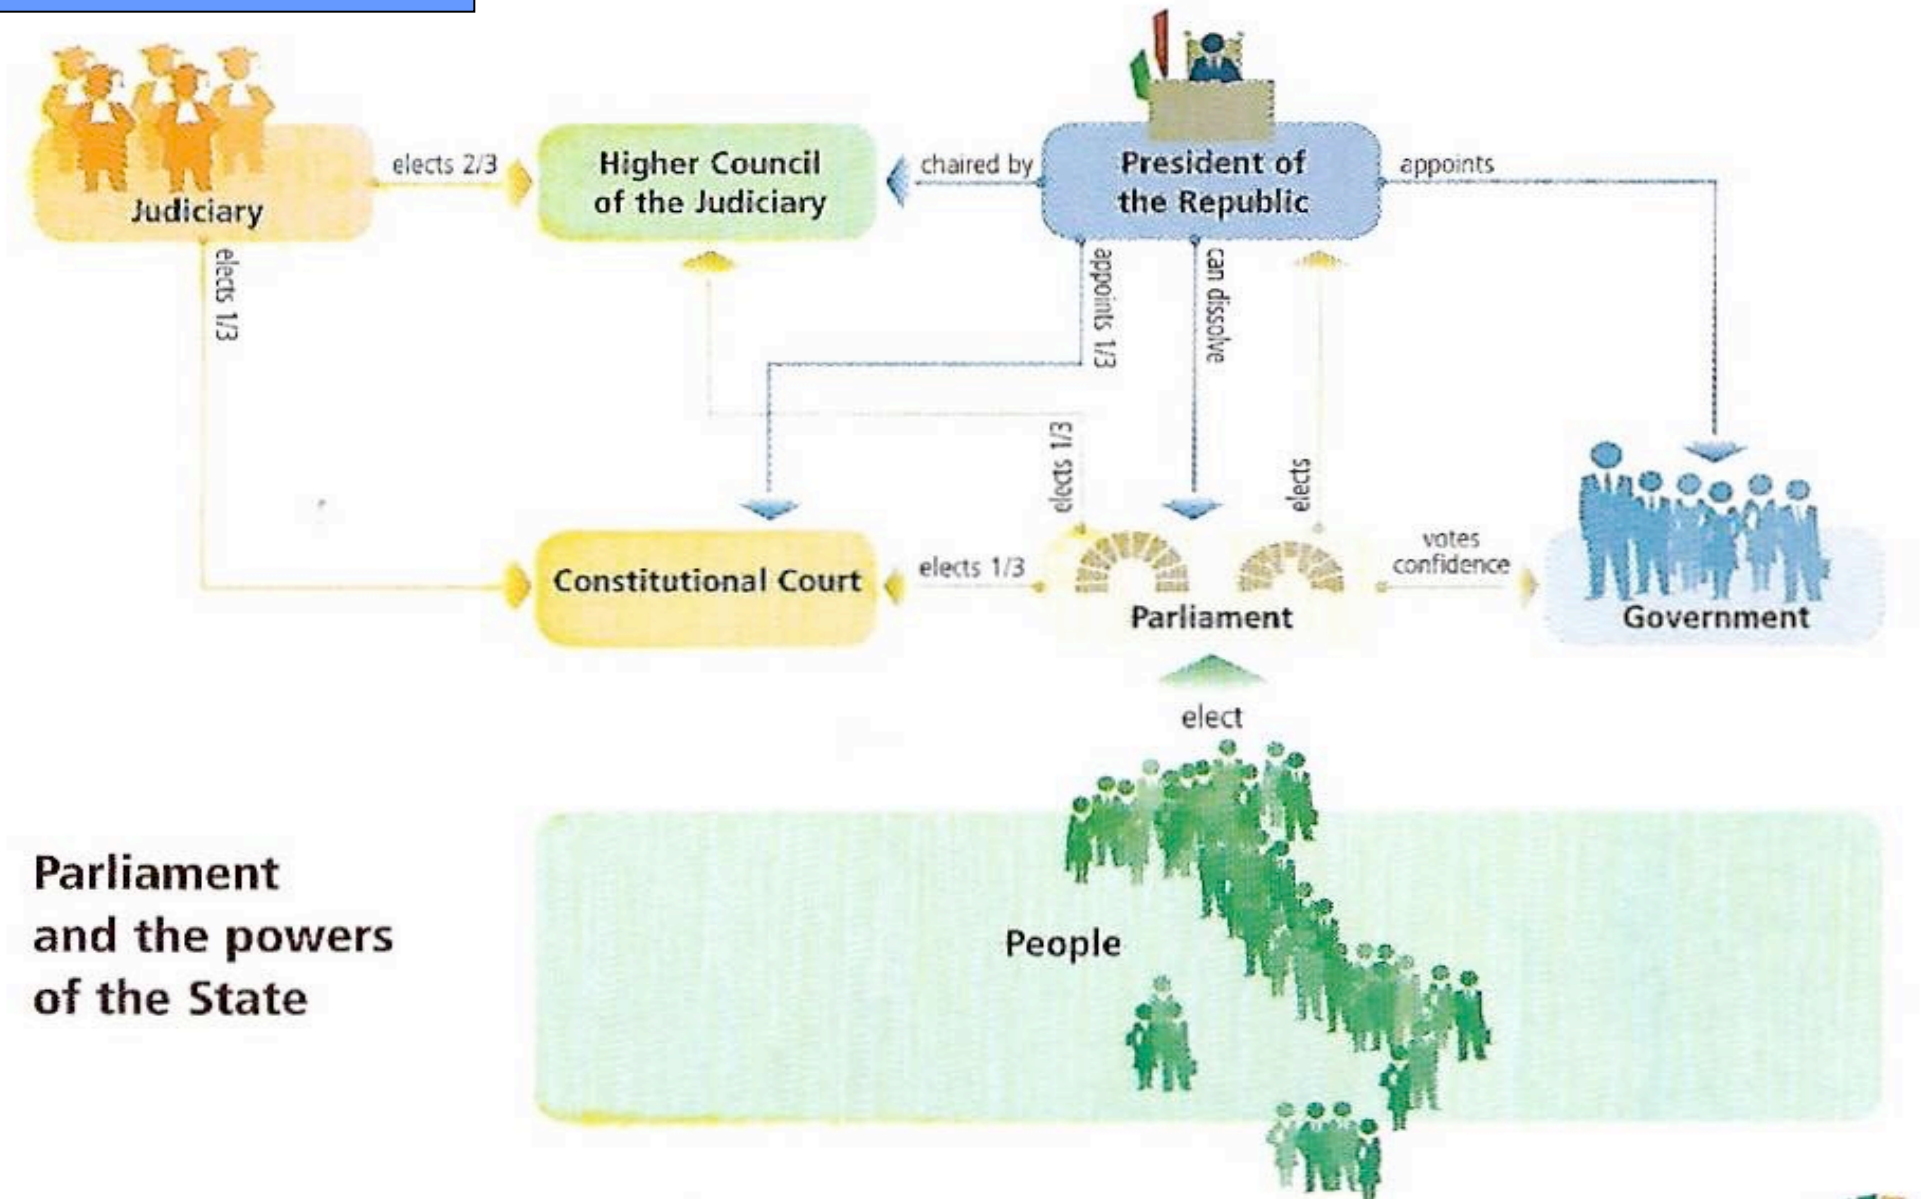 elects 2/3
Higher Council
of the Judiciary
chaired by
President of
the Republic
appoints
Judiciary
elects 1/3
appoints 1/3
can dissolve
elects 1/3
elects
Constitutional Court
elects 1/3
Parliament
votes
confidence
Government
elect
Parliament
and the powers
of the State
People